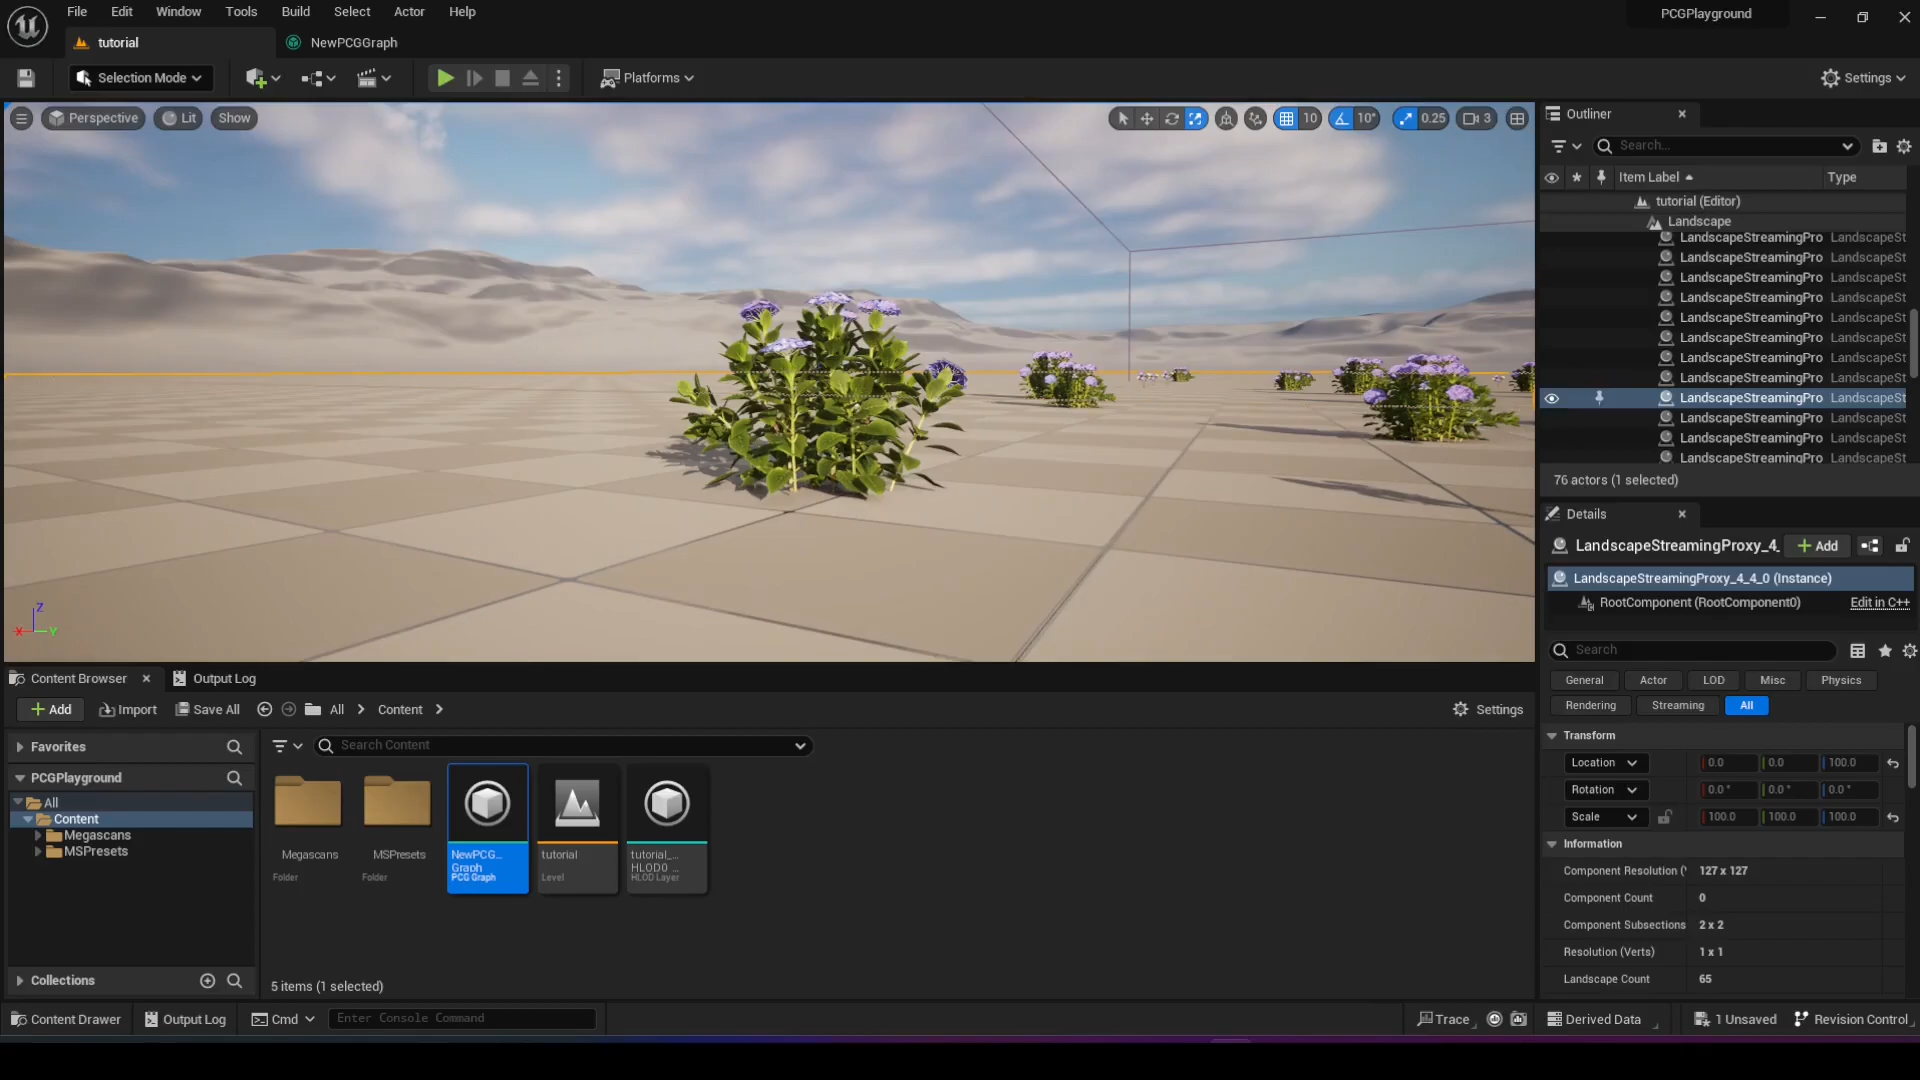 File Edit Window Tools Build Select Actor Help
PCGPlayground
tutorial
NewPCGGraph
Selection Mode
Platforms
Settings
Perspective
Lit
Show
10
10°
0.25
3
Outliner
Search...
Item Label
Type
tutorial (Editor)
Landscape
LandscapeStreamingPro LandscapeSt
LandscapeStreamingPro LandscapeSt
LandscapeStreamingPro LandscapeSt
LandscapeStreamingPro LandscapeSt
LandscapeStreamingPro LandscapeSt
LandscapeStreamingPro LandscapeSt
LandscapeStreamingPro LandscapeSt
LandscapeStreamingPro LandscapeSt
LandscapeStreamingPro LandscapeSt
LandscapeStreamingPro LandscapeSt
LandscapeStreamingPro LandscapeSt
LandscapeStreamingPro LandscapeSt
76 actors (1 selected)
Details
LandscapeStreamingProxy_4_
Add
LandscapeStreamingProxy_4_4_0 (Instance)
RootComponent (RootComponent0)
Edit in C++
Search
General Actor LOD Misc Physics
Rendering Streaming All
Transform
Location 0.0 0.0 100.0
Rotation 0.0 ° 0.0 ° 0.0 °
Scale 100.0 100.0 100.0
Information
Component Resolution (\ 127 x 127
Component Count 0
Component Subsections 2 x 2
Resolution (Verts) 1 x 1
Landscape Count 65
Z
X
Y
Content Browser
Output Log
Add
Import
Save All
All
Content
Settings
Favorites
Search Content
PCGPlayground
All
Content
Megascans
MSPresets
Collections
Megascans
Folder
MSPresets
Folder
NewPCG...
Graph
PCG Graph
tutorial
Level
tutorial_...
HLOD0_...
HLOD Layer
5 items (1 selected)
Content Drawer
Output Log
Cmd
Enter Console Command
Trace
Derived Data
1 Unsaved
Revision Control